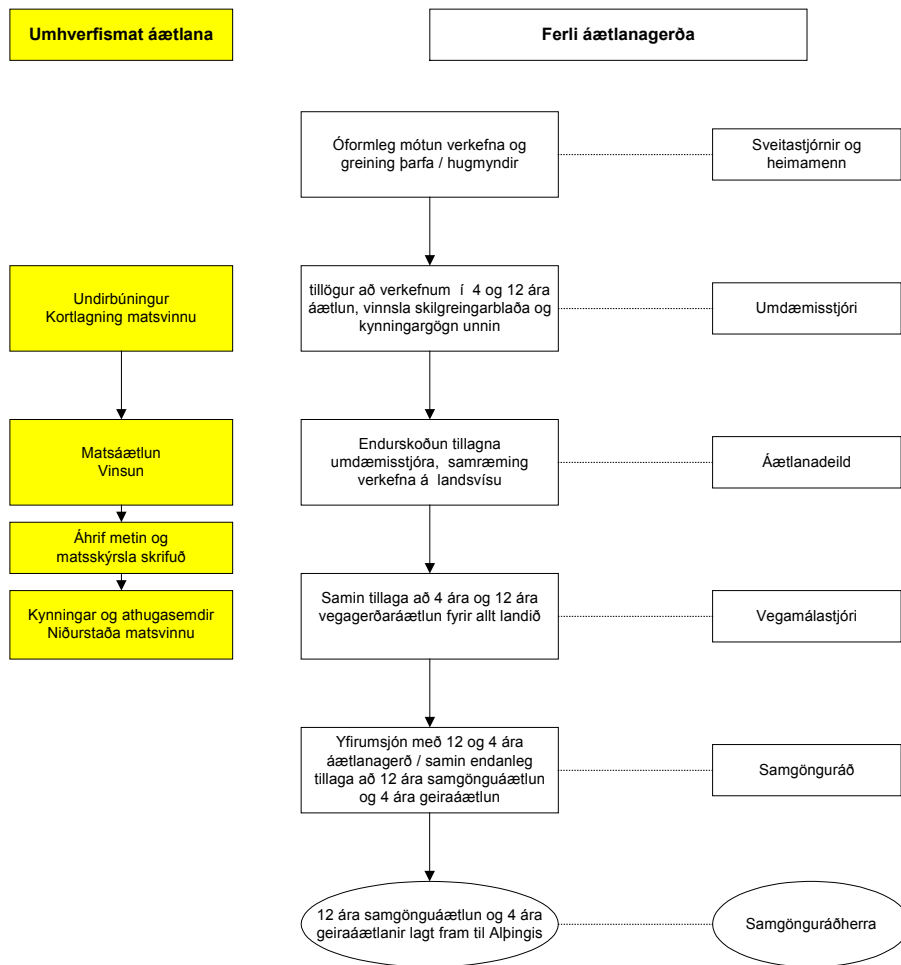 Umhverfismat áætlana
Ferli áætlanagerða
Óformleg mótun verkefna og
greining þarfa / hugmyndir
Sveitastjórnir og
heimamenn
Undirbúningur
Kortlagning matsvinnu
tillögur að verkefnum í 4 og 12 ára
áætlun, vinnsla skilgreingarblaða og
kynningargögn unnin
Umdæmisstjóri
Matsáætlun
Vinsun
Endurskoðun tillagna
umdæmisstjóra, samræming
verkefna á landsvísu
Áætlanadeild
Áhrif metin og
matsskýrsla skrifuð
Kynningar og athugasemdir
Niðurstaða matsvinnu
Samin tillaga að 4 ára og 12 ára
vegagerðaráætlun fyrir allt landið
Vegamálastjóri
Yfirumsjón með 12 og 4 ára
áætlanagerð / samin endanleg
tillaga að 12 ára samgönguáætlun
og 4 ára geiraáætlun
Samgönguráð
12 ára samgönguáætlun og 4 ára
geiraáætlanir lagt fram til Alþingis
Samgönguráðherra